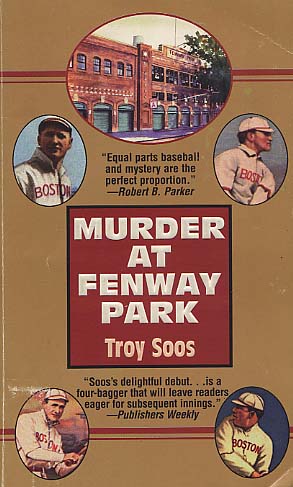 BOSTON
"Equal parts baseball
and mystery are the
perfect proportion."
—Robert B. Parker
BOSTON
MURDER
AT
FENWAY
PARK
Troy Soos
"Soos's delightful debut. . .is a
four-bagger that will leave readers
eager for subsequent innings."
—Publishers Weekly
BOSTON